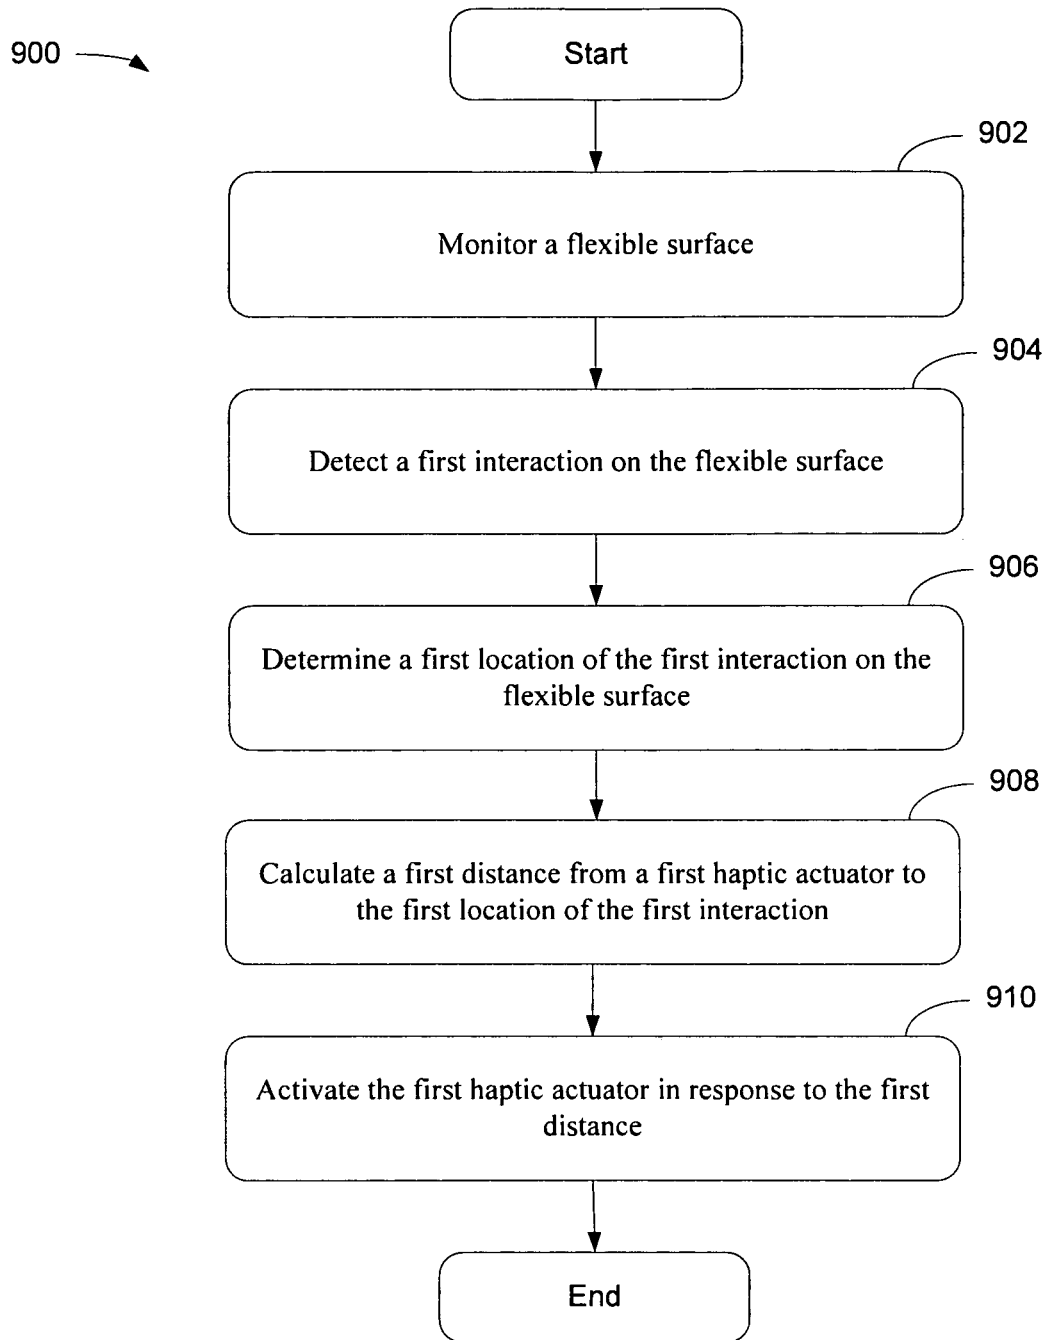 900
Start
902
Monitor a flexible surface
904
Detect a first interaction on the flexible surface
906
Determine a first location of the first interaction on the
flexible surface
908
Calculate a first distance from a first haptic actuator to
the first location of the first interaction
910
Activate the first haptic actuator in response to the first
distance
End